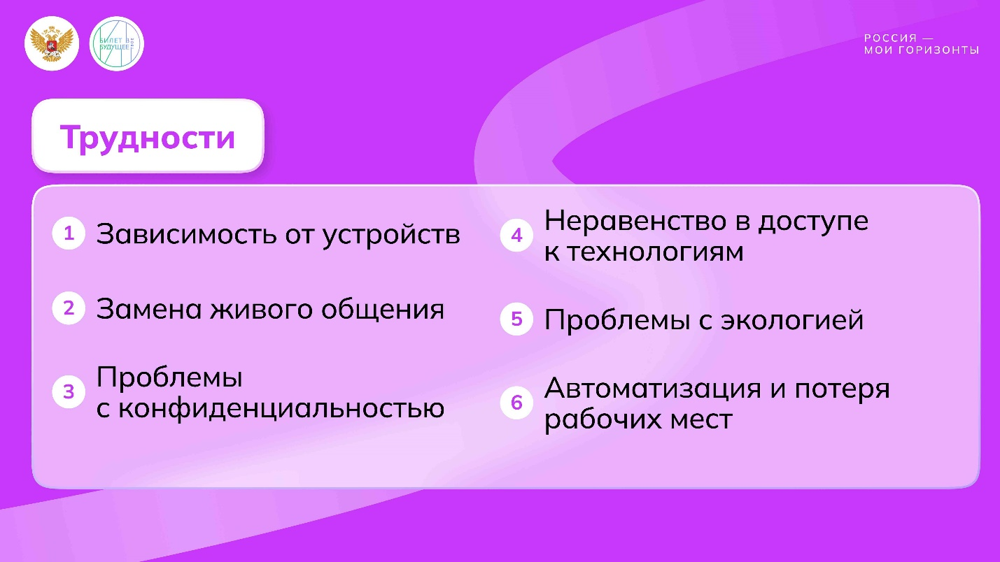 БИЛЕТ В
БУДУЩЕЕ
ТВОЁ
РОССИЯ —
МОИ ГОРИЗОНТЫ
Трудности
1 Зависимость от устройств
2 Замена живого общения
3 Проблемы
с конфиденциальностью
4 Неравенство в доступе
к технологиям
5 Проблемы с экологией
6 Автоматизация и потеря
рабочих мест